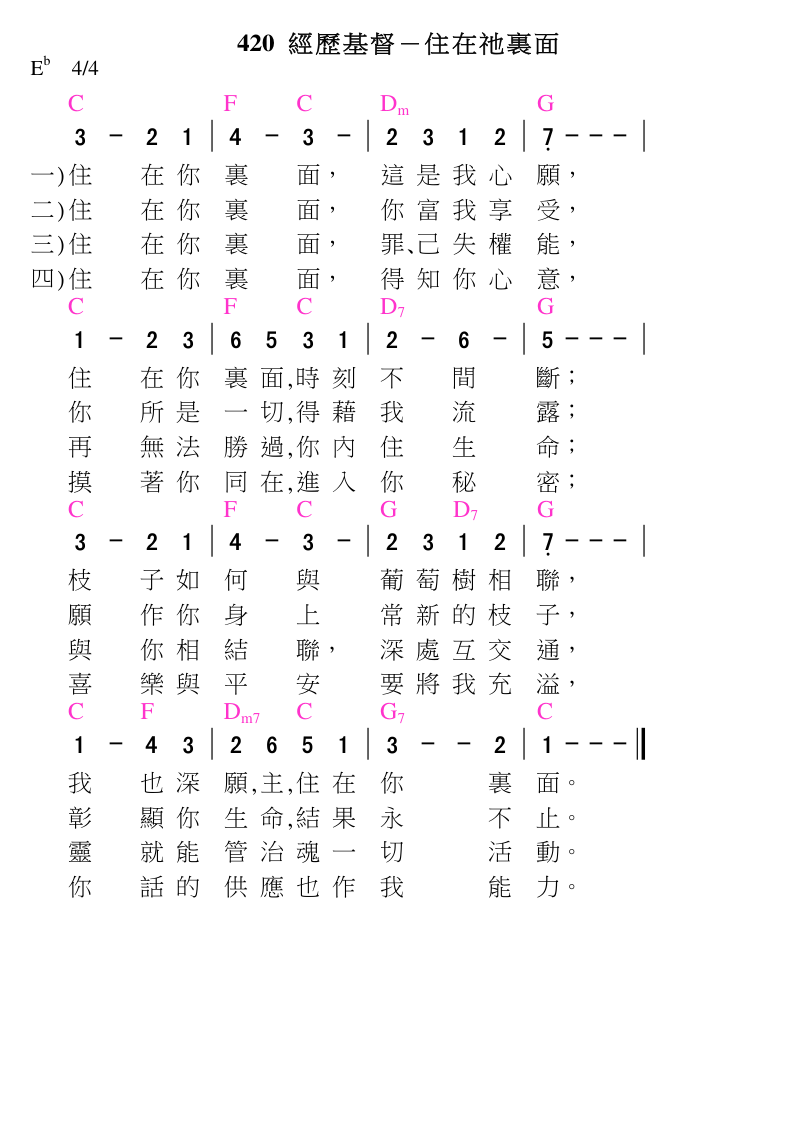 420 經歷基督－住在祂裏面
E♭ 4/4
C F C Dm G
3 － 2 1 | 4 － 3 － | 2 3 1 2 | 7̣ － － － |
一)住 在 你 裏 面， 這 是 我 心 願，
二)住 在 你 裏 面， 你 富 我 享 受，
三)住 在 你 裏 面， 罪、己 失 權 能，
四)住 在 你 裏 面， 得 知 你 心 意，
C F C D7 G
1 － 2 3 | 6 5 3 1 | 2 － 6 － | 5 － － － |
住 在 你 裏 面,時 刻 不 間 斷；
你 所 是 一 切,得 藉 我 流 露；
再 無 法 勝 過,你 內 住 生 命；
摸 著 你 同 在,進 入 你 秘 密；
C F C G D7 G
3 － 2 1 | 4 － 3 － | 2 3 1 2 | 7̣ － － － |
枝 子 如 何 與 葡 萄 樹 相 聯，
願 作 你 身 上 常 新 的 枝 子，
與 你 相 結 聯， 深 處 互 交 通，
喜 樂 與 平 安 要 將 我 充 溢，
C F Dm7 C G7 C
1 － 4 3 | 2 6 5 1 | 3 － － 2 | 1 － － － ‖
我 也 深 願,主,住 在 你 裏 面。
彰 顯 你 生 命,結 果 永 不 止。
靈 就 能 管 治 魂 一 切 活 動。
你 話 的 供 應 也 作 我 能 力。